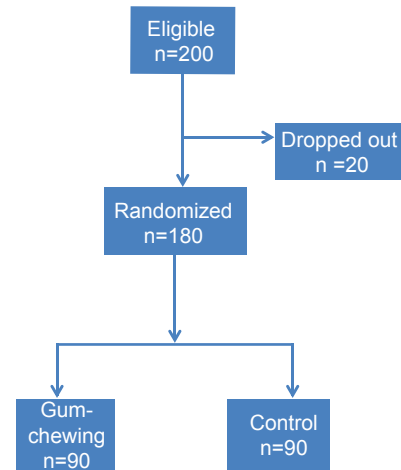 Eligible
n=200
Dropped out
n =20
Randomized
n=180
Gum-
chewing
n=90
Control
n=90